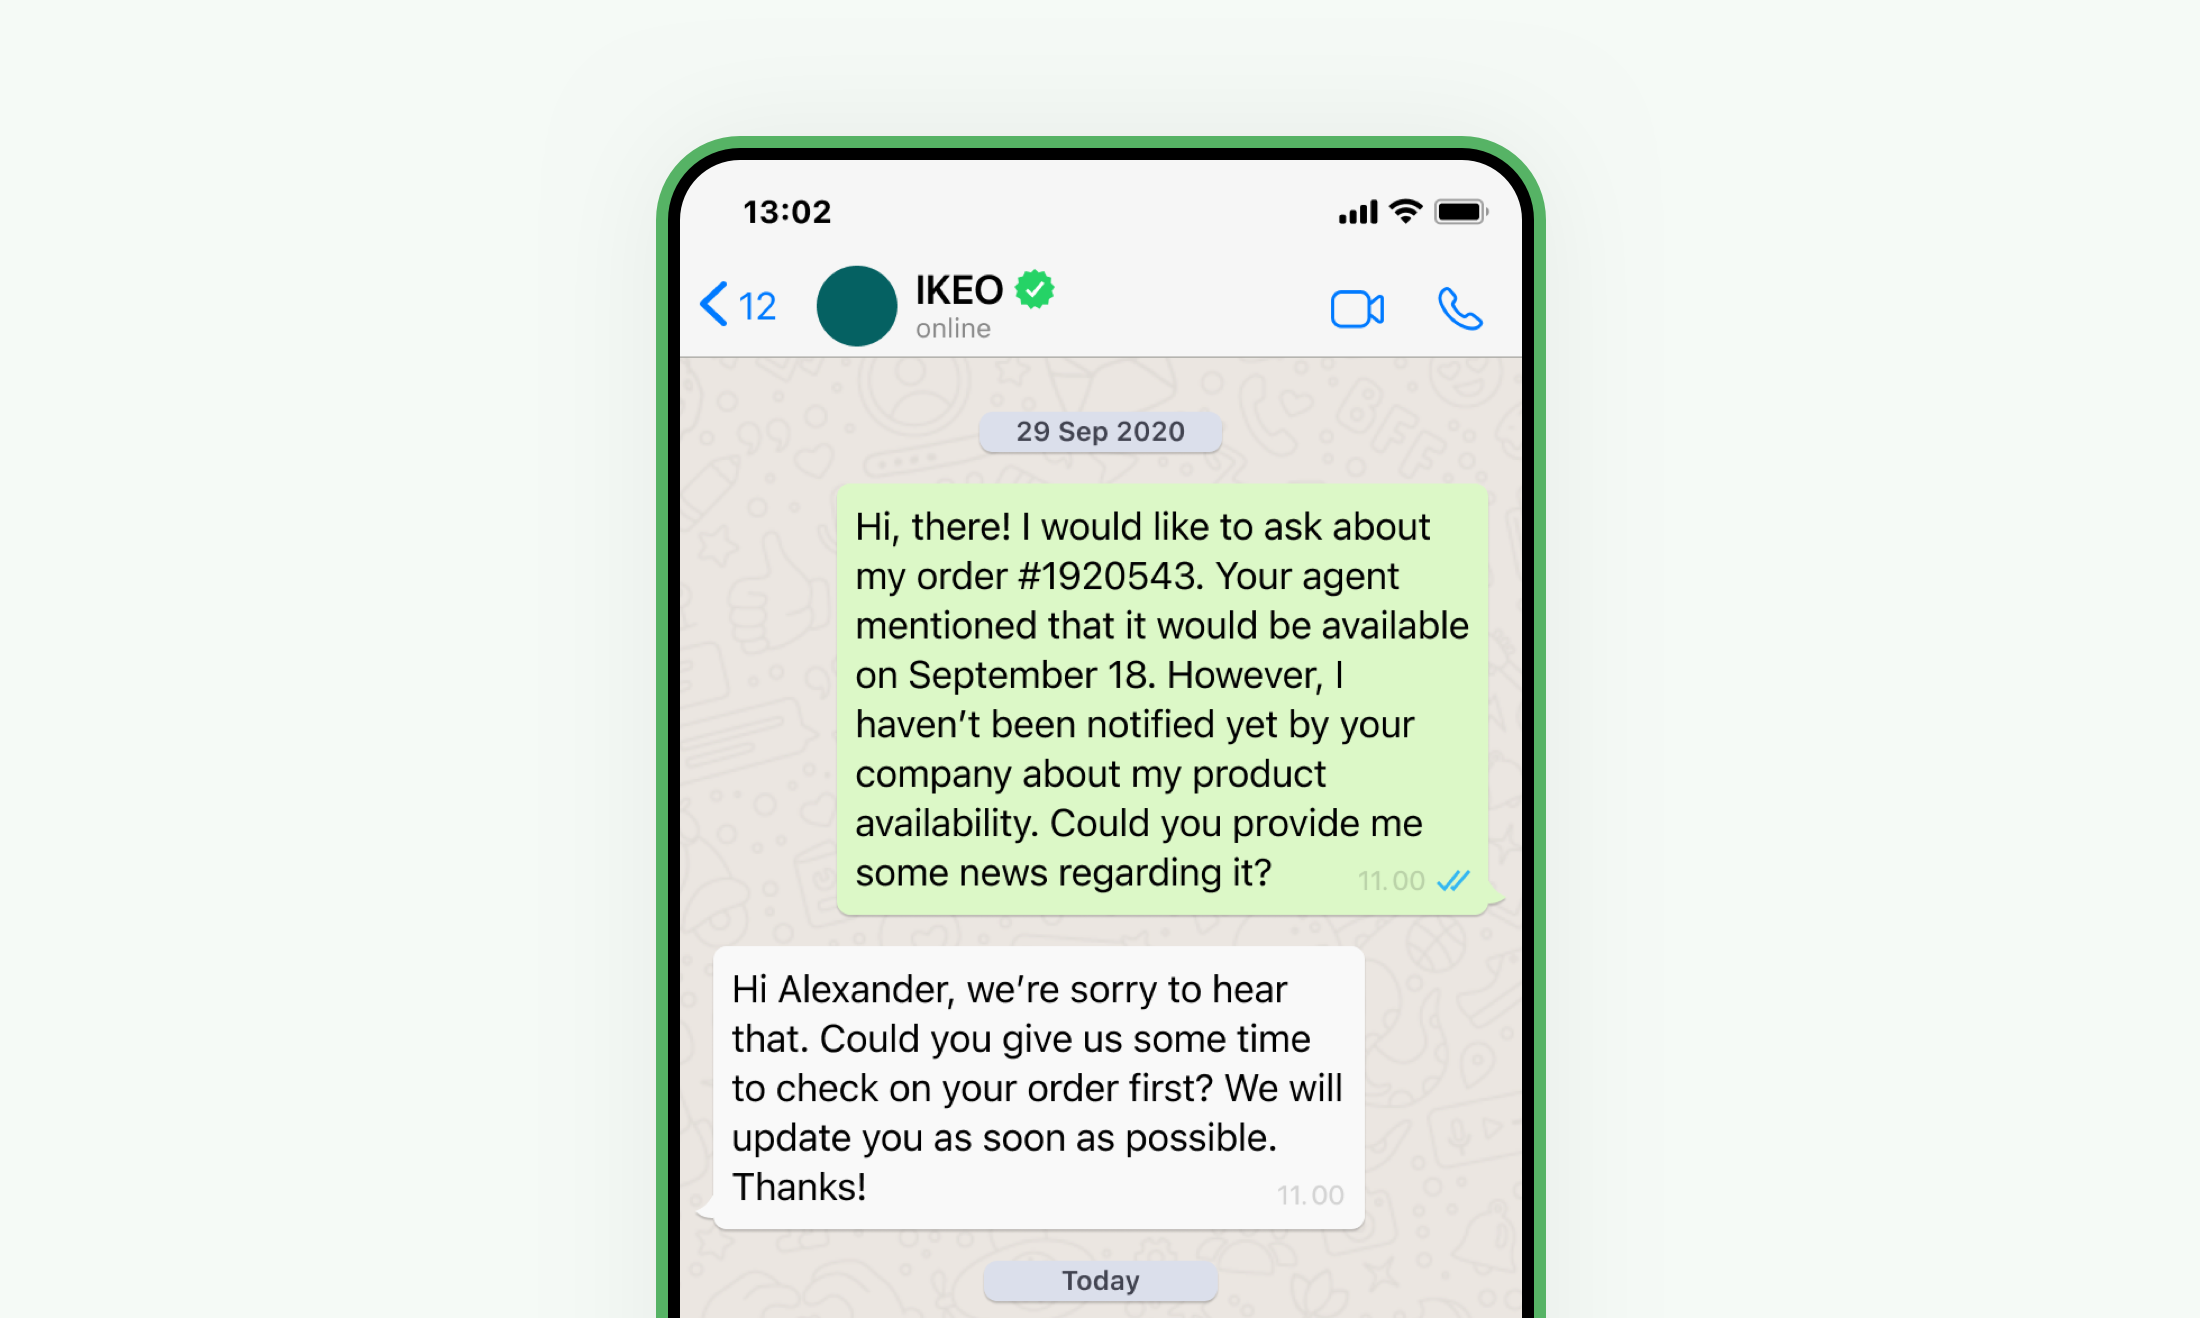 13:02
12
IKEO
online
29 Sep 2020
Hi, there! I would like to ask about
my order #1920543. Your agent
mentioned that it would be available
on September 18. However, I
haven’t been notified yet by your
company about my product
availability. Could you provide me
some news regarding it?
11.00
Hi Alexander, we’re sorry to hear
that. Could you give us some time
to check on your order first? We will
update you as soon as possible.
Thanks!
11.00
Today
BFF